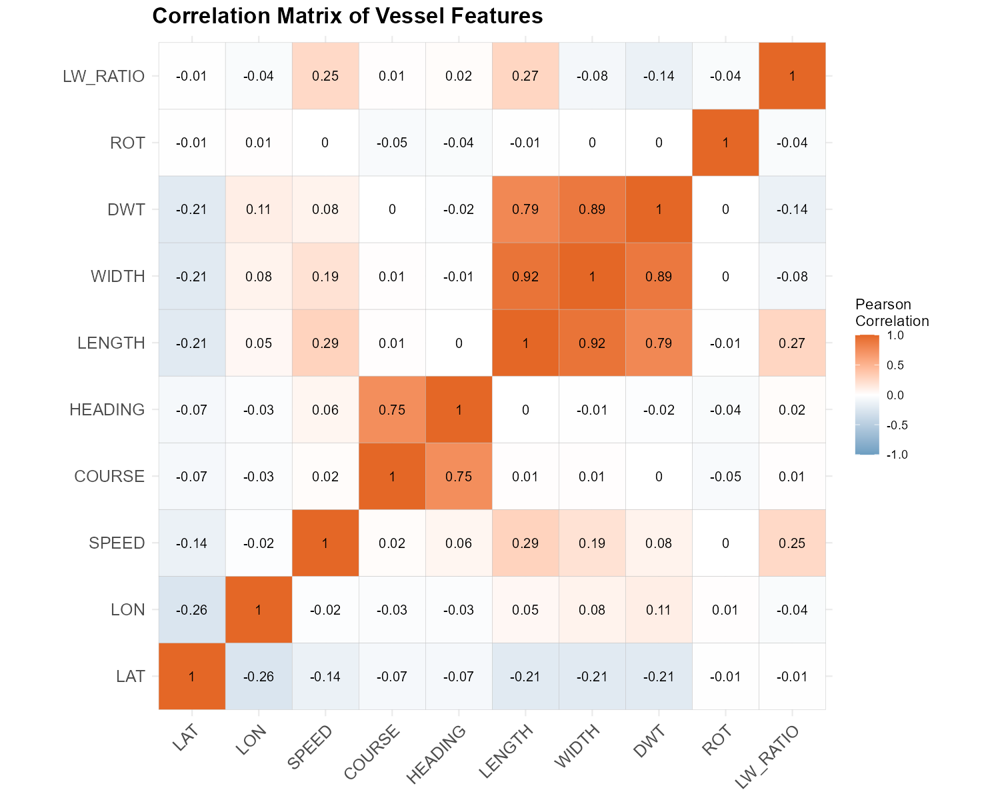 Correlation Matrix of Vessel Features
LW_RATIO -0.01 -0.04 0.25 0.01 0.02 0.27 -0.08 -0.14 -0.04 1
ROT -0.01 0.01 0 -0.05 -0.04 -0.01 0 0 1 -0.04
DWT -0.21 0.11 0.08 0 -0.02 0.79 0.89 1 0 -0.14
WIDTH -0.21 0.08 0.19 0.01 -0.01 0.92 1 0.89 0 -0.08
LENGTH -0.21 0.05 0.29 0.01 0 1 0.92 0.79 -0.01 0.27
HEADING -0.07 -0.03 0.06 0.75 1 0 -0.01 -0.02 -0.04 0.02
COURSE -0.07 -0.03 0.02 1 0.75 0.01 0.01 0 -0.05 0.01
SPEED -0.14 -0.02 1 0.02 0.06 0.29 0.19 0.08 0 0.25
LON -0.26 1 -0.02 -0.03 -0.03 0.05 0.08 0.11 0.01 -0.04
LAT 1 -0.26 -0.14 -0.07 -0.07 -0.21 -0.21 -0.21 -0.01 -0.01
LAT LON SPEED COURSE HEADING LENGTH WIDTH DWT ROT LW_RATIO
Pearson
Correlation
1.0
0.5
0.0
-0.5
-1.0